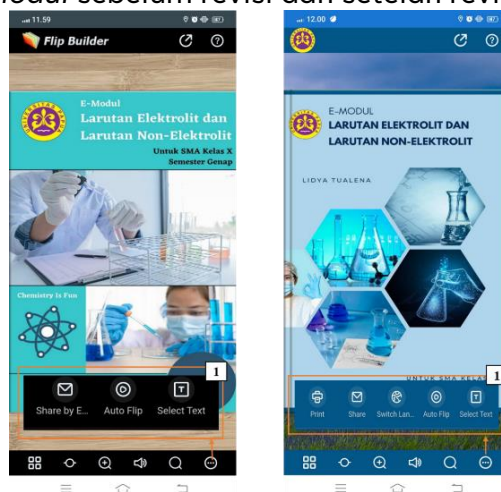 sebelum revisi dan setelah
11.59
Flip Builder
E-Modul
Larutan Elektrolit dan
Larutan Non-Elektrolit
Untuk SMA Kelas X
Semester Genap
Chemistry Is Fun
1
Share by E...
Auto Flip
Select Text
12.00
E-MODUL
LARUTAN ELEKTROLIT DAN
LARUTAN NON-ELEKTROLIT
LIDYA TUALENA
UNTUK SMA
1
Print
Share
Switch Lan...
Auto Flip
Select Text